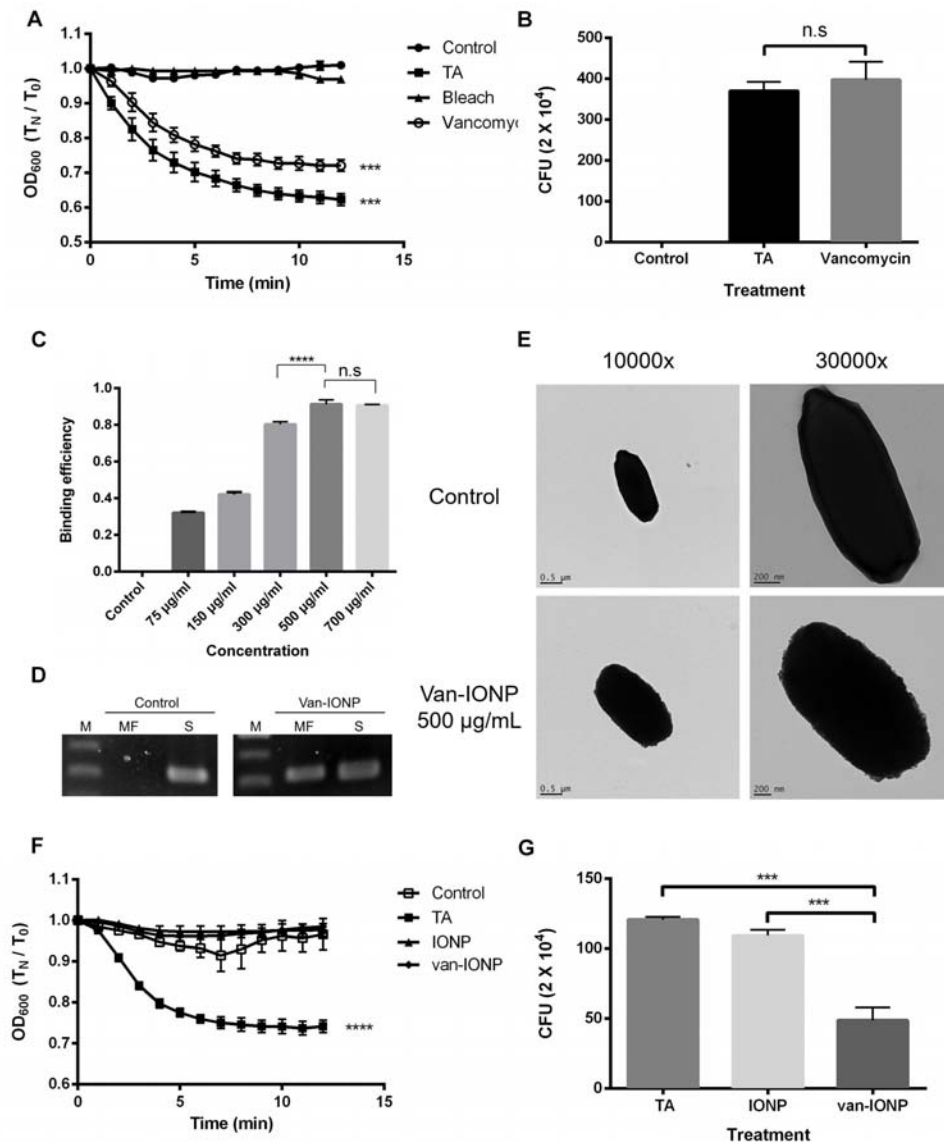 A
OD600 (TN / T0)
1.0
0.9
0.8
0.7
0.6
0.5
0
5
10
15
Time (min)
Control
TA
Bleach
Vancomyc
***
***
B
CFU (2 X 10^4)
500
400
300
200
100
0
n.s
Control
TA
Vancomycin
Treatment
C
Binding efficiency
1.0
0.8
0.6
0.4
0.2
0.0
****
n.s
Control
75 µg/ml
150 µg/ml
300 µg/ml
500 µg/ml
700 µg/ml
Concentration
D
Control
Van-IONP
M
MF
S
M
MF
S
E
10000x
30000x
Control
0.5 µm
200 nm
Van-IONP
500 µg/mL
0.5 µm
200 nm
F
OD600 (TN / T0)
1.0
0.9
0.8
0.7
0.6
0
5
10
15
Time (min)
Control
TA
IONP
van-IONP
****
G
CFU (2 X 10^4)
150
100
50
0
***
***
TA
IONP
van-IONP
Treatment